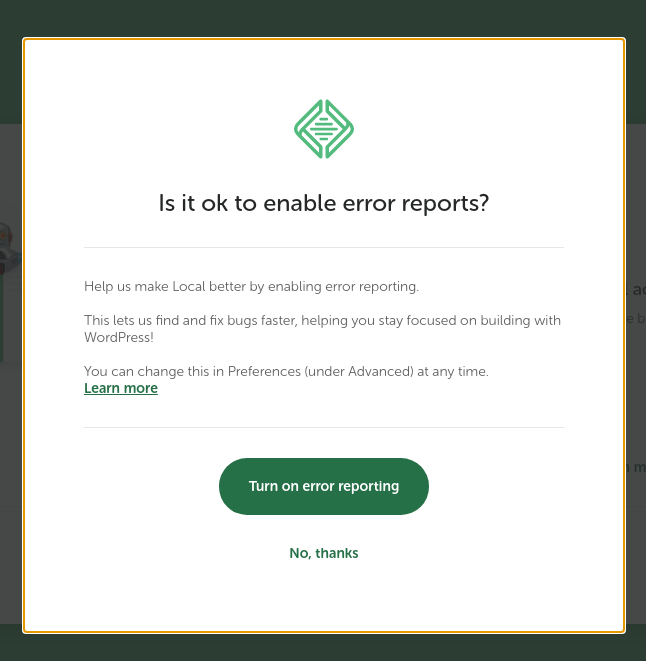 Is it ok to enable error reports?
Help us make Local better by enabling error reporting.
This lets us find and fix bugs faster, helping you stay focused on building with
WordPress!
You can change this in Preferences (under Advanced) at any time.
Learn more
Turn on error reporting
No, thanks